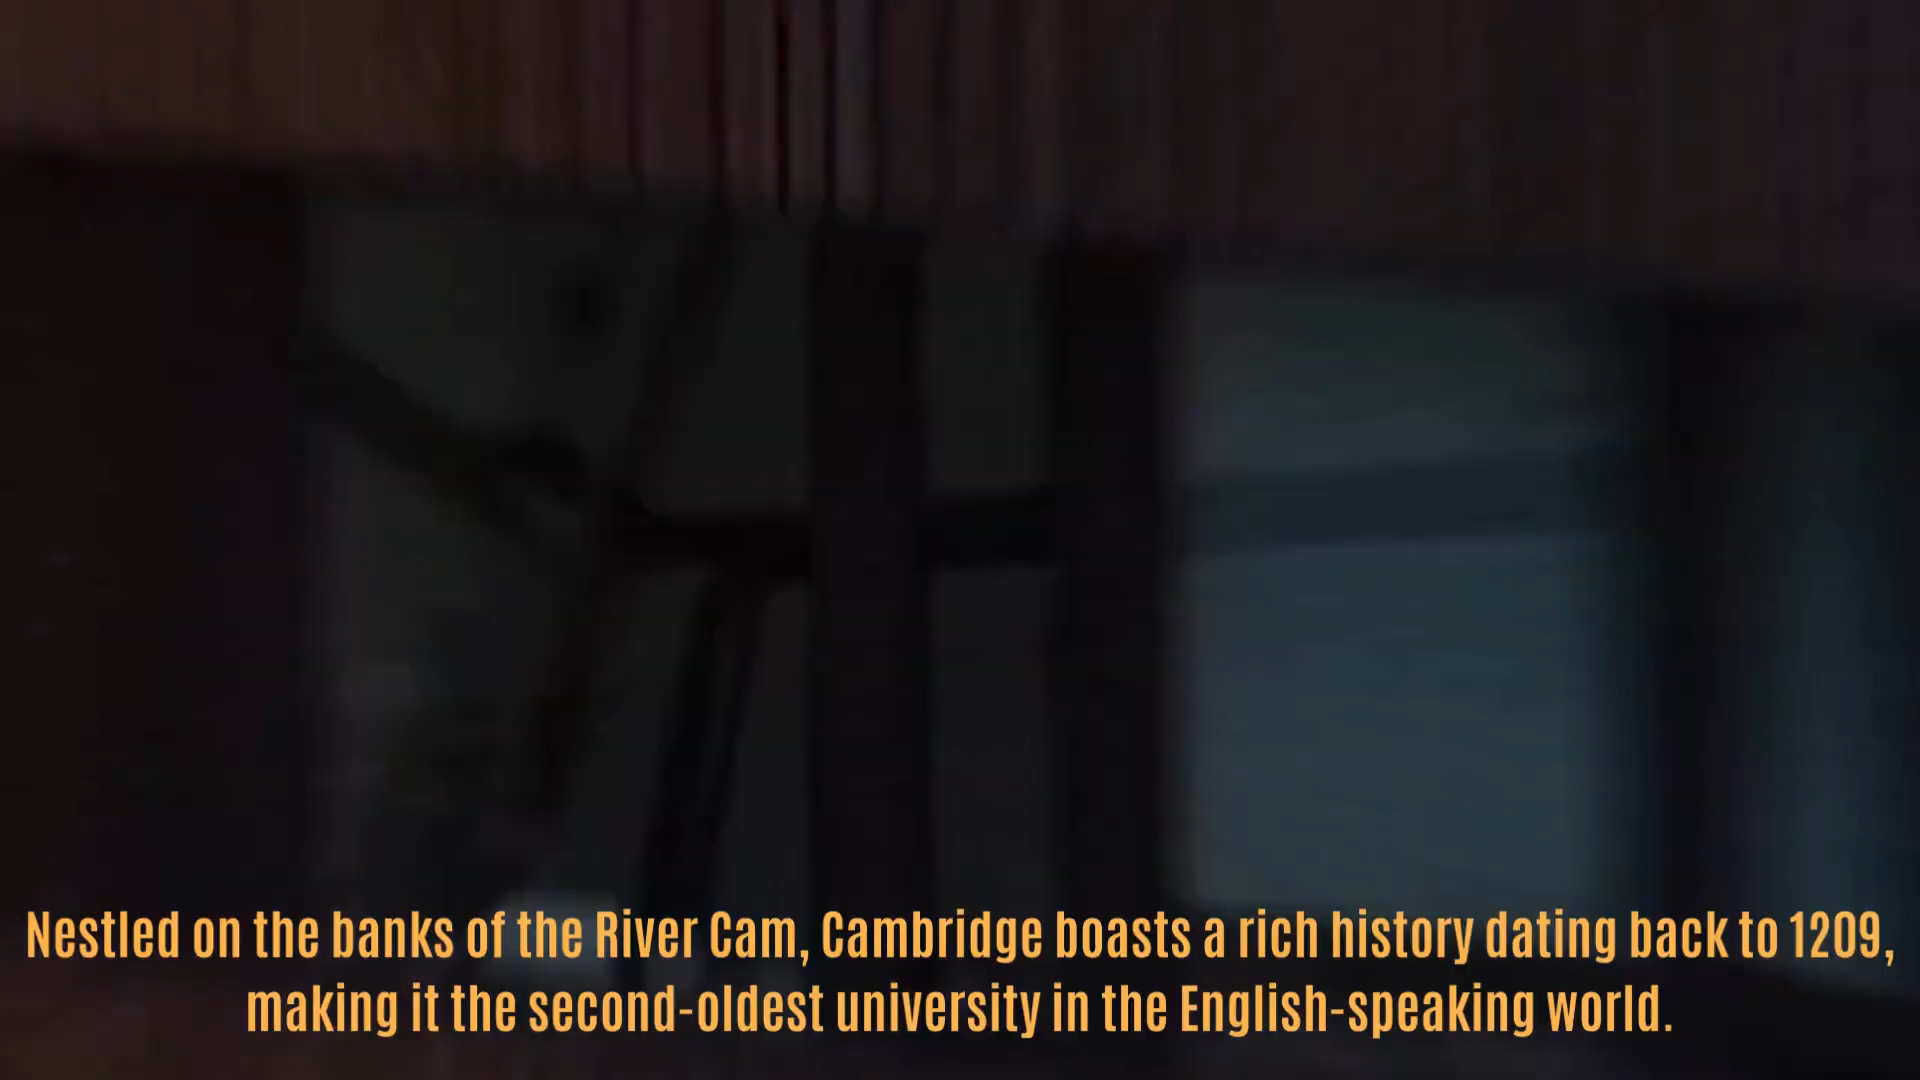 Nestled on the banks of the River Cam, Cambridge boasts a rich history dating back to 1209,
making it the second-oldest university in the English-speaking world.